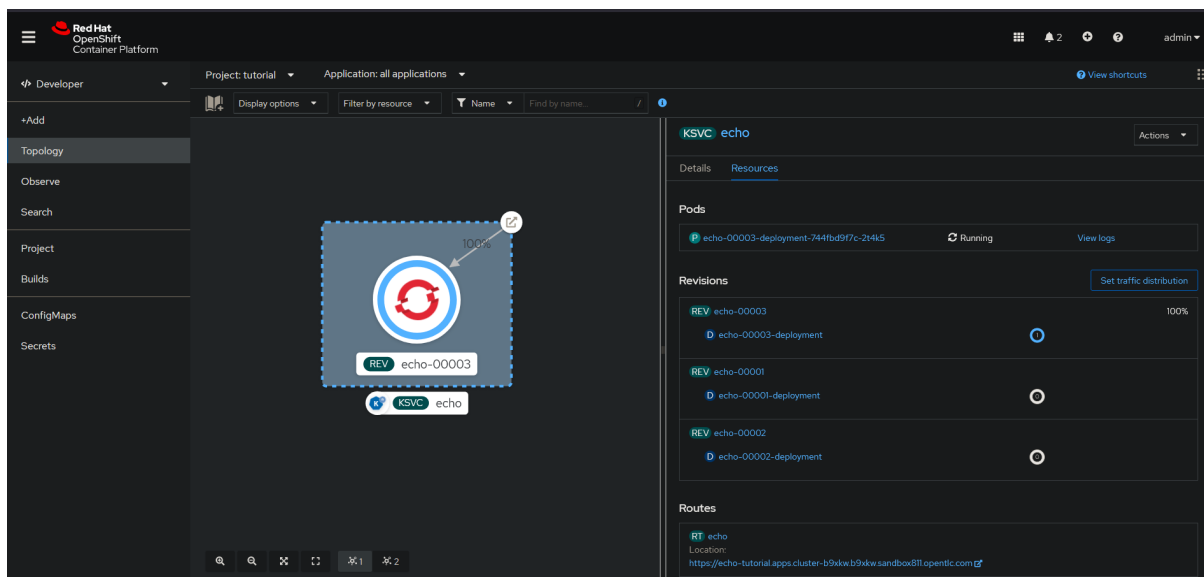 Red Hat
OpenShift
Container Platform
2
admin
Developer
Project: tutorial
Application: all applications
View shortcuts
Display options
Filter by resource
Name
Find by name...
/
+Add
Topology
Observe
Search
Project
Builds
ConfigMaps
Secrets
100%
REV echo-00003
KSVC echo
1
2
KSVC echo
Actions
Details
Resources
Pods
P echo-00003-deployment-744fbd9f7c-2t4k5
Running
View logs
Revisions
Set traffic distribution
REV echo-00003
100%
D echo-00003-deployment
1
REV echo-00001
D echo-00001-deployment
0
REV echo-00002
D echo-00002-deployment
0
Routes
RT echo
Location:
https://echo-tutorial.apps.cluster-b9xkw.b9xkw.sandbox811.opentlc.com